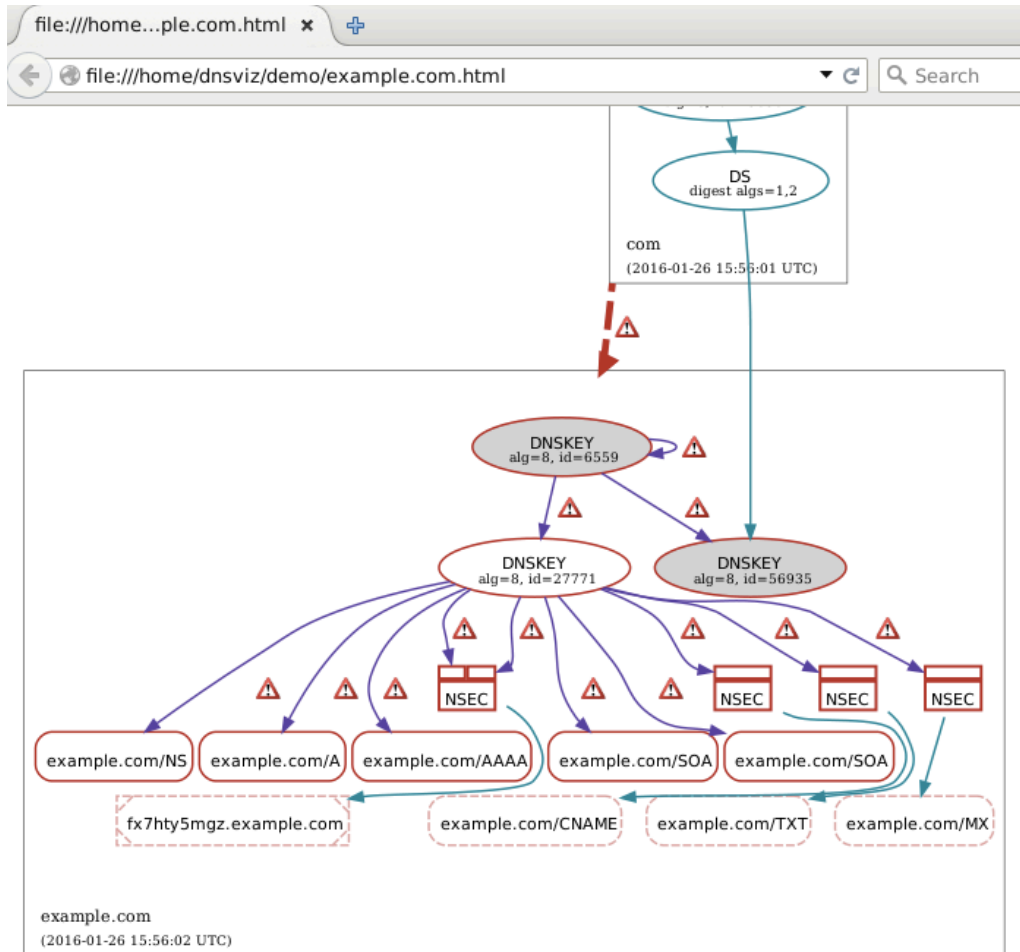 file:///home...ple.com.html
file:///home/dnsviz/demo/example.com.html
Search
DS
digest algs=1,2
com
(2016-01-26 15:56:01 UTC)
DNSKEY
alg=8, id=6559
DNSKEY
alg=8, id=27771
DNSKEY
alg=8, id=56935
NSEC
NSEC
NSEC
NSEC
example.com/NS
example.com/A
example.com/AAAA
example.com/SOA
example.com/SOA
fx7hty5mgz.example.com
example.com/CNAME
example.com/TXT
example.com/MX
example.com
(2016-01-26 15:56:02 UTC)